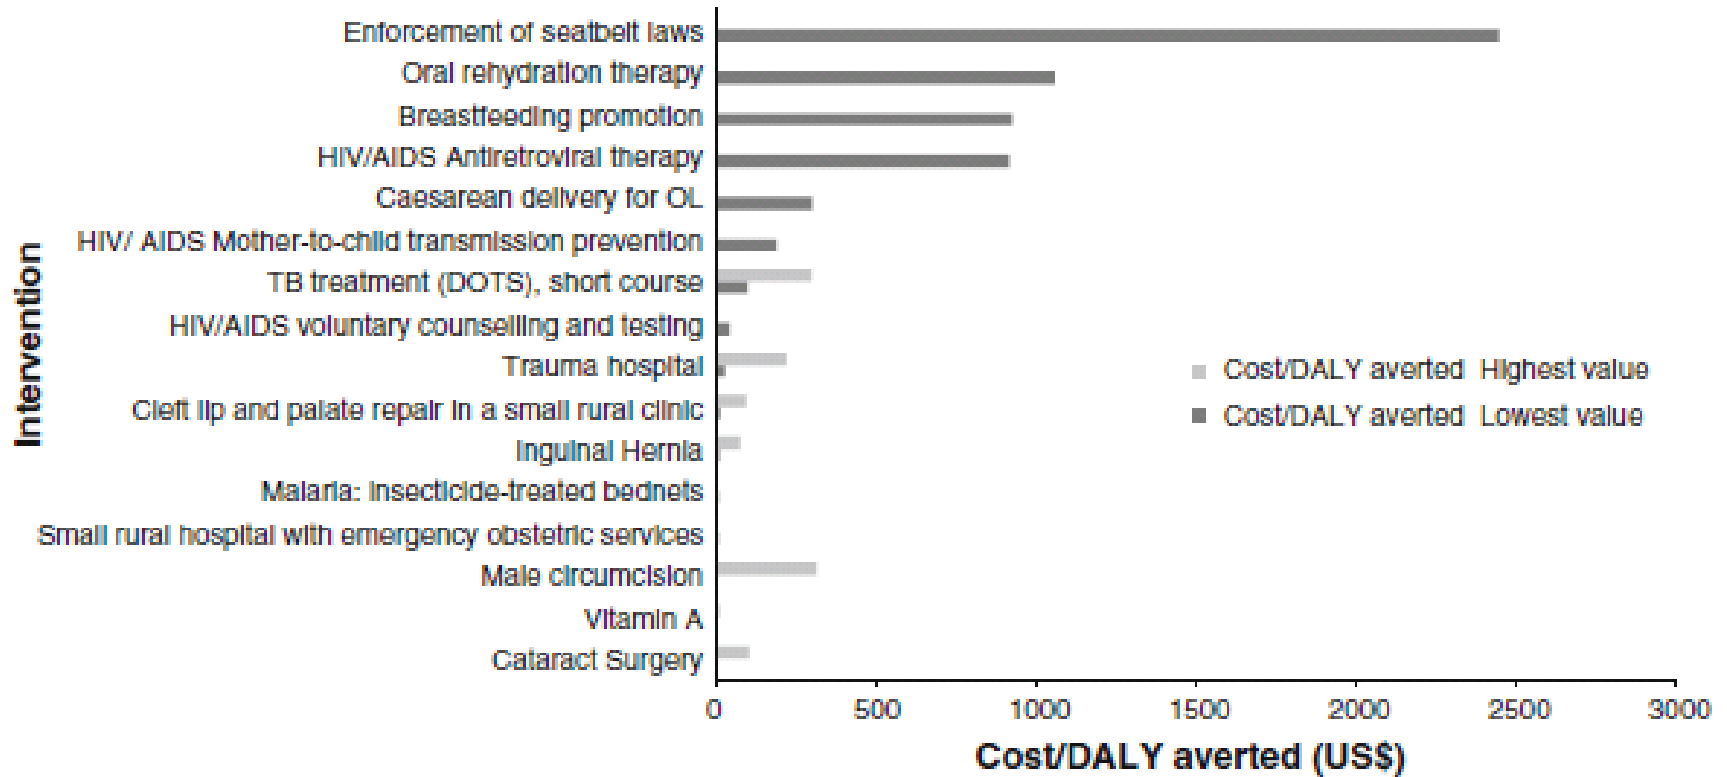 Intervention
Enforcement of seatbelt laws
Oral rehydration therapy
Breastfeeding promotion
HIV/AIDS Antiretroviral therapy
Caesarean delivery for OL
HIV/ AIDS Mother-to-child transmission prevention
TB treatment (DOTS), short course
HIV/AIDS voluntary counselling and testing
Trauma hospital
Cleft lip and palate repair in a small rural clinic
Inguinal Hernia
Malaria: insecticide-treated bednets
Small rural hospital with emergency obstetric services
Male circumcision
Vitamin A
Cataract Surgery
Cost/DALY averted Highest value
Cost/DALY averted Lowest value
0 500 1000 1500 2000 2500 3000
Cost/DALY averted (US$)